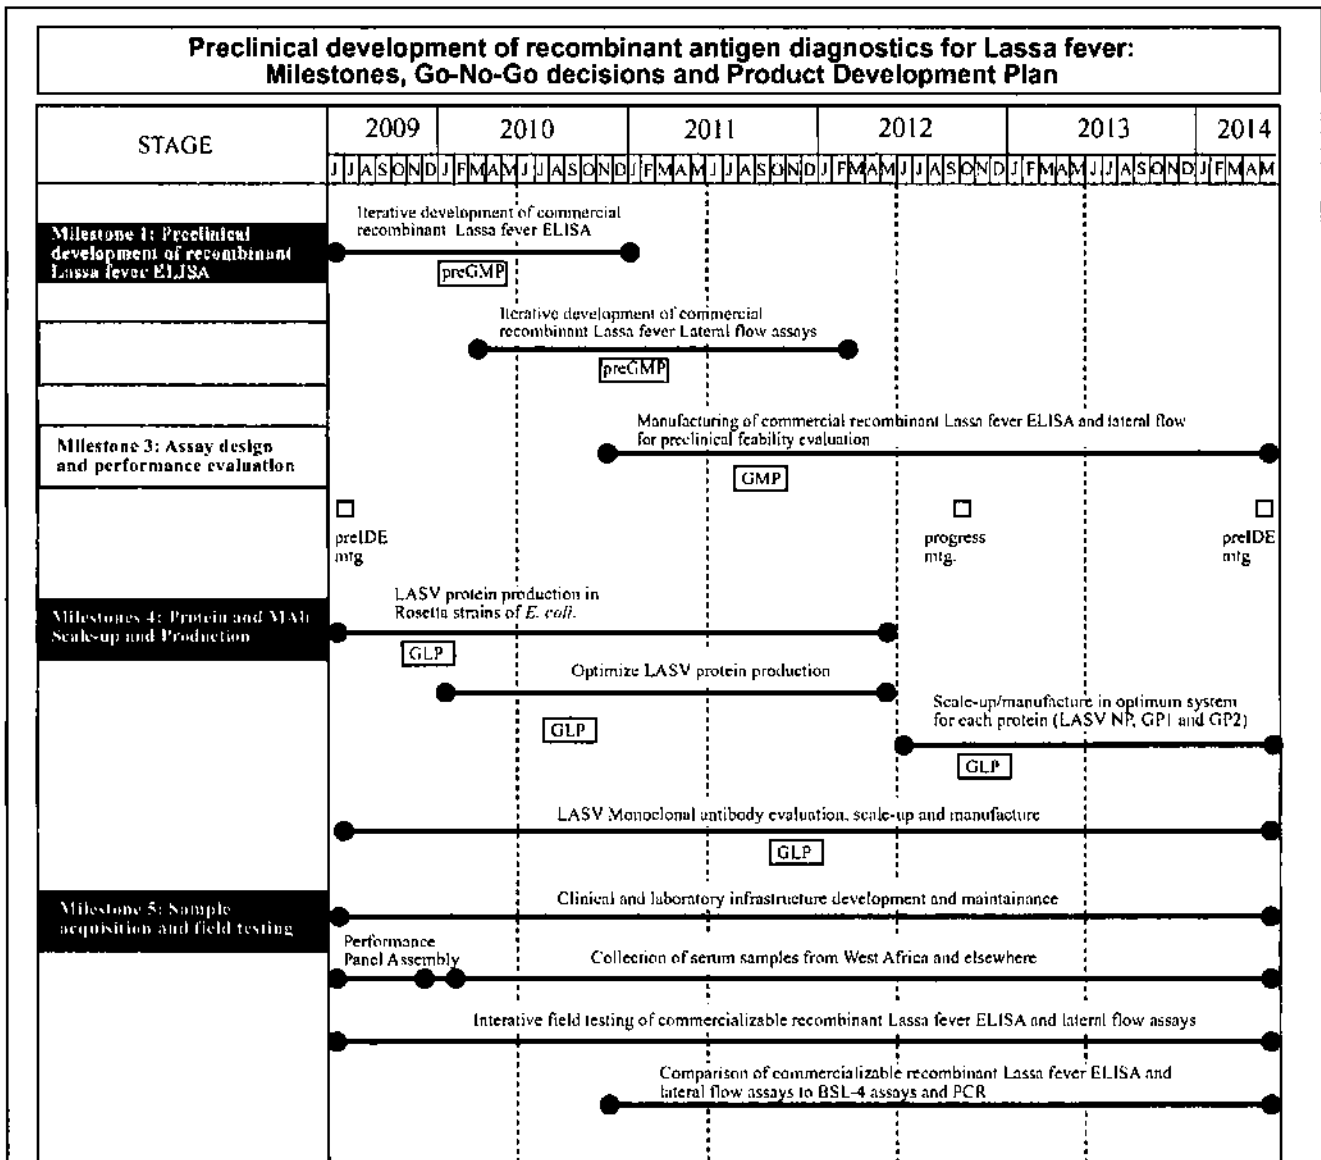 Preclinical development of recombinant antigen diagnostics for Lassa fever:
Milestones, Go-No-Go decisions and Product Development Plan
STAGE
2009 2010 2011 2012 2013 2014
J J A S O N D J F M A M J J A S O N D J F M A M J J A S O N D J F M A M J J A S O N D J F M A M J J A S O N D J F M A M
Milestone 1: Preclinical
development of recombinant
Lassa fever ELISA
Iterative development of commercial
recombinant Lassa fever ELISA
preGMP
Iterative development of commercial
recombinant Lassa fever Lateral flow assays
preGMP
Milestone 3: Assay design
and performance evaluation
Manufacturing of commercial recombinant Lassa fever ELISA and lateral flow
for preclinical feability evaluation
GMP
preIDE
mtg
progress
mtg.
preIDE
mtg
Milestones 4: Protein and MAb
Scale-up and Production
LASV protein production in
Rosetta strains of E. coli.
GLP
Optimize LASV protein production
GLP
Scale-up/manufacture in optimum system
for each protein (LASV NP, GP1 and GP2)
GLP
LASV Monoclonal antibody evaluation, scale-up and manufacture
GLP
Milestone 5: Sample
acquisition and field testing
Clinical and laboratory infrastructure development and maintainance
Performance
Panel Assembly
Collection of serum samples from West Africa and elsewhere
Interative field testing of commercializable recombinant Lassa fever ELISA and lateral flow assays
Comparison of commercializable recombinant Lassa fever ELISA and
lateral flow assays to BSL-4 assays and PCR